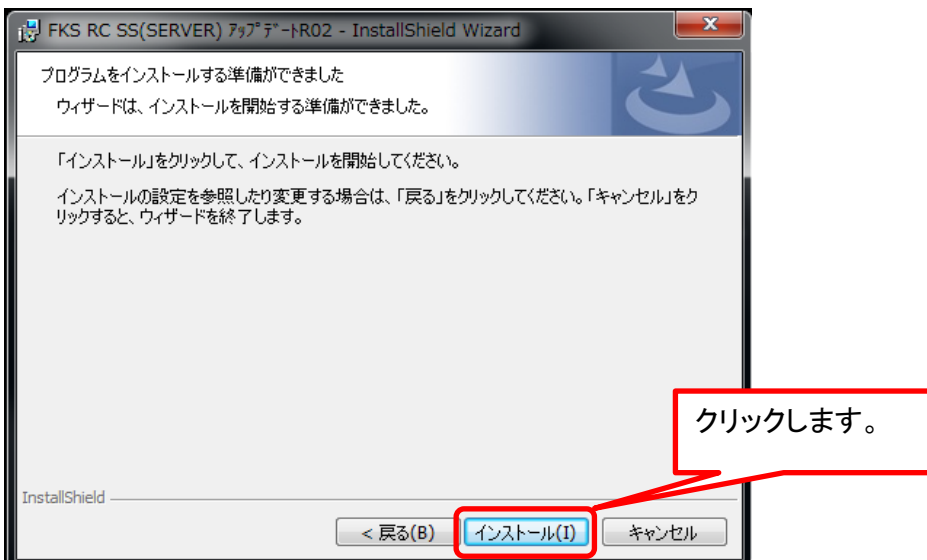 FKS RC SS(SERVER) ｱｯﾌﾟﾃﾞｰﾄR02 - InstallShield Wizard
プログラムをインストールする準備ができました
ウィザードは、インストールを開始する準備ができました。
「インストール」をクリックして、インストールを開始してください。
インストールの設定を参照したり変更する場合は、「戻る」をクリックしてください。「キャンセル」をク
リックすると、ウィザードを終了します。
クリックします。
InstallShield
< 戻る(B)
インストール(I)
キャンセル